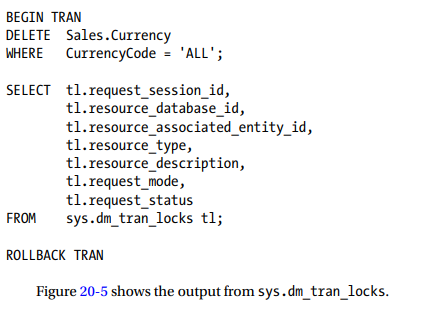 BEGIN TRAN
DELETE  Sales.Currency
WHERE   CurrencyCode = 'ALL';
SELECT  tl.request_session_id,
        tl.resource_database_id,
        tl.resource_associated_entity_id,
        tl.resource_type,
        tl.resource_description,
        tl.request_mode,
        tl.request_status
FROM    sys.dm_tran_locks tl;
ROLLBACK TRAN
Figure 20-5 shows the output from sys.dm_tran_locks.